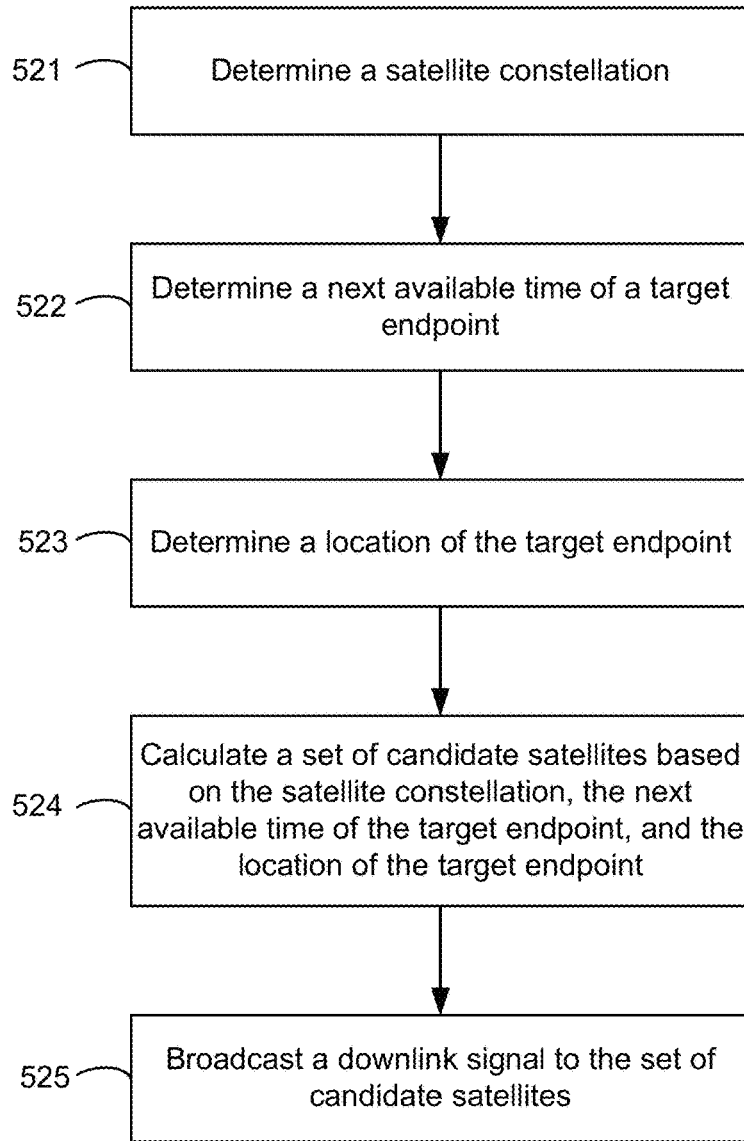 521
Determine a satellite constellation
522
Determine a next available time of a target
endpoint
523
Determine a location of the target endpoint
524
Calculate a set of candidate satellites based
on the satellite constellation, the next
available time of the target endpoint, and the
location of the target endpoint
525
Broadcast a downlink signal to the set of
candidate satellites